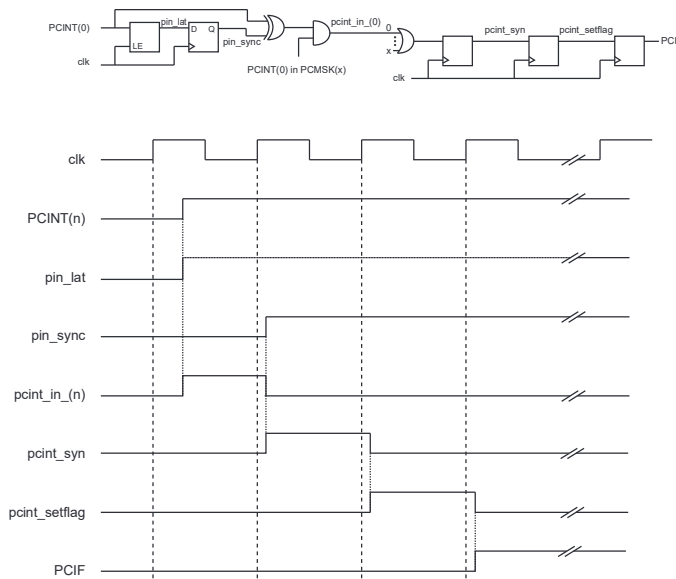 PCINT(0)
pin_lat
D Q
LE
clk
pin_sync
pcint_in_(0)
0
x
PCINT(0) in PCMSK(x)
pcint_syn
pcint_setflag
PCI
clk
clk
PCINT(n)
pin_lat
pin_sync
pcint_in_(n)
pcint_syn
pcint_setflag
PCIF